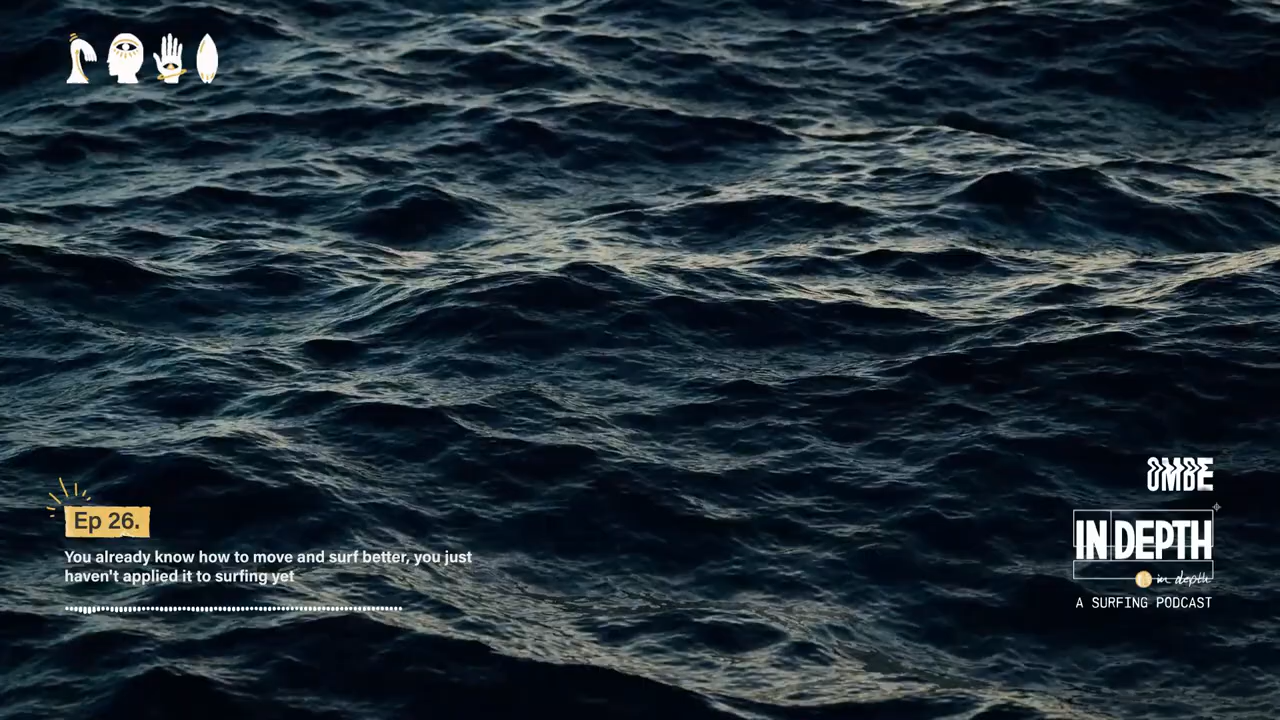 Ep 26.
You already know how to move and surf better, you just
haven't applied it to surfing yet
OMBE
IN DEPTH
in depth
A SURFING PODCAST